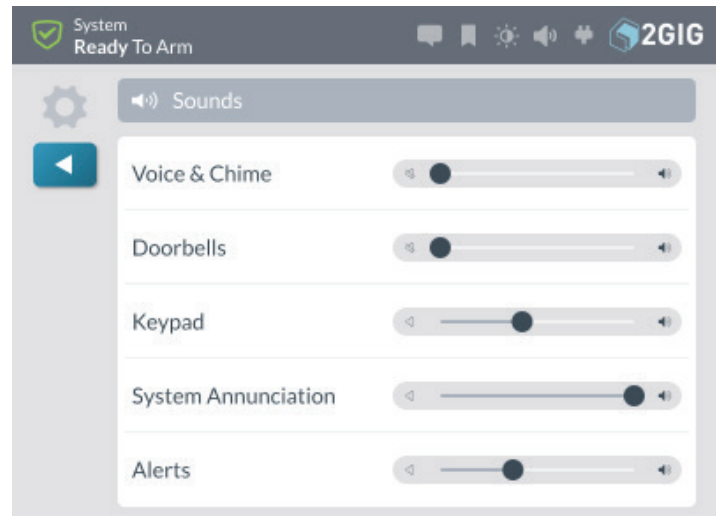 System
Ready To Arm
2GIG
Sounds
Voice & Chime
Doorbells
Keypad
System Annunciation
Alerts